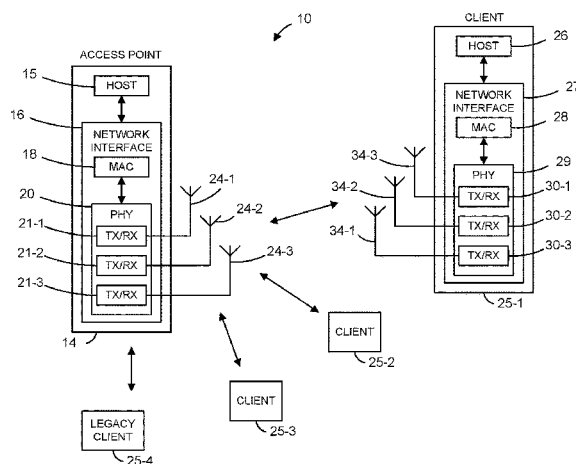 10
ACCESS POINT
15
HOST
16
NETWORK
INTERFACE
18
MAC
20
PHY
21-1
TX/RX
21-2
TX/RX
21-3
TX/RX
24-1
24-2
24-3
14
CLIENT
HOST
26
NETWORK
INTERFACE
27
MAC
28
PHY
29
34-3
34-2
34-1
TX/RX
30-1
TX/RX
30-2
TX/RX
30-3
25-1
CLIENT
25-2
CLIENT
25-3
LEGACY
CLIENT
25-4